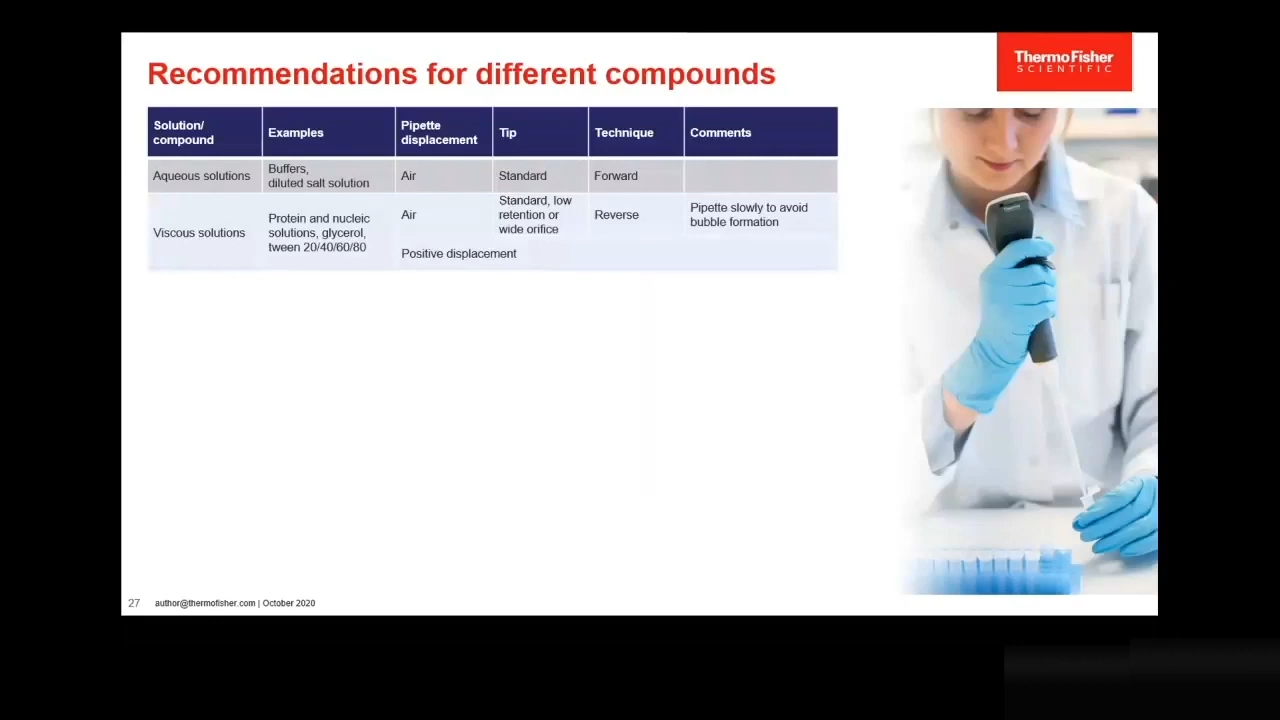 Recommendations for different compounds
ThermoFisher
SCIENTIFIC
Solution/
compound
Examples
Pipette
displacement
Tip
Technique
Comments
Aqueous solutions
Buffers,
diluted salt solution
Air
Standard
Forward
Viscous solutions
Protein and nucleic
solutions, glycerol,
tween 20/40/60/80
Air
Standard, low
retention or
wide orifice
Reverse
Pipette slowly to avoid
bubble formation
Positive displacement
27
author@thermofisher.com | October 2020